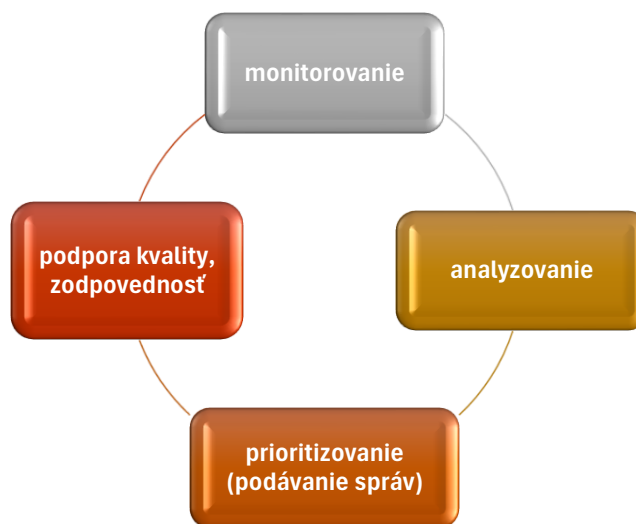 monitorovanie
analyzovanie
prioritizovanie
(podávanie správ)
podpora kvality,
zodpovednosť